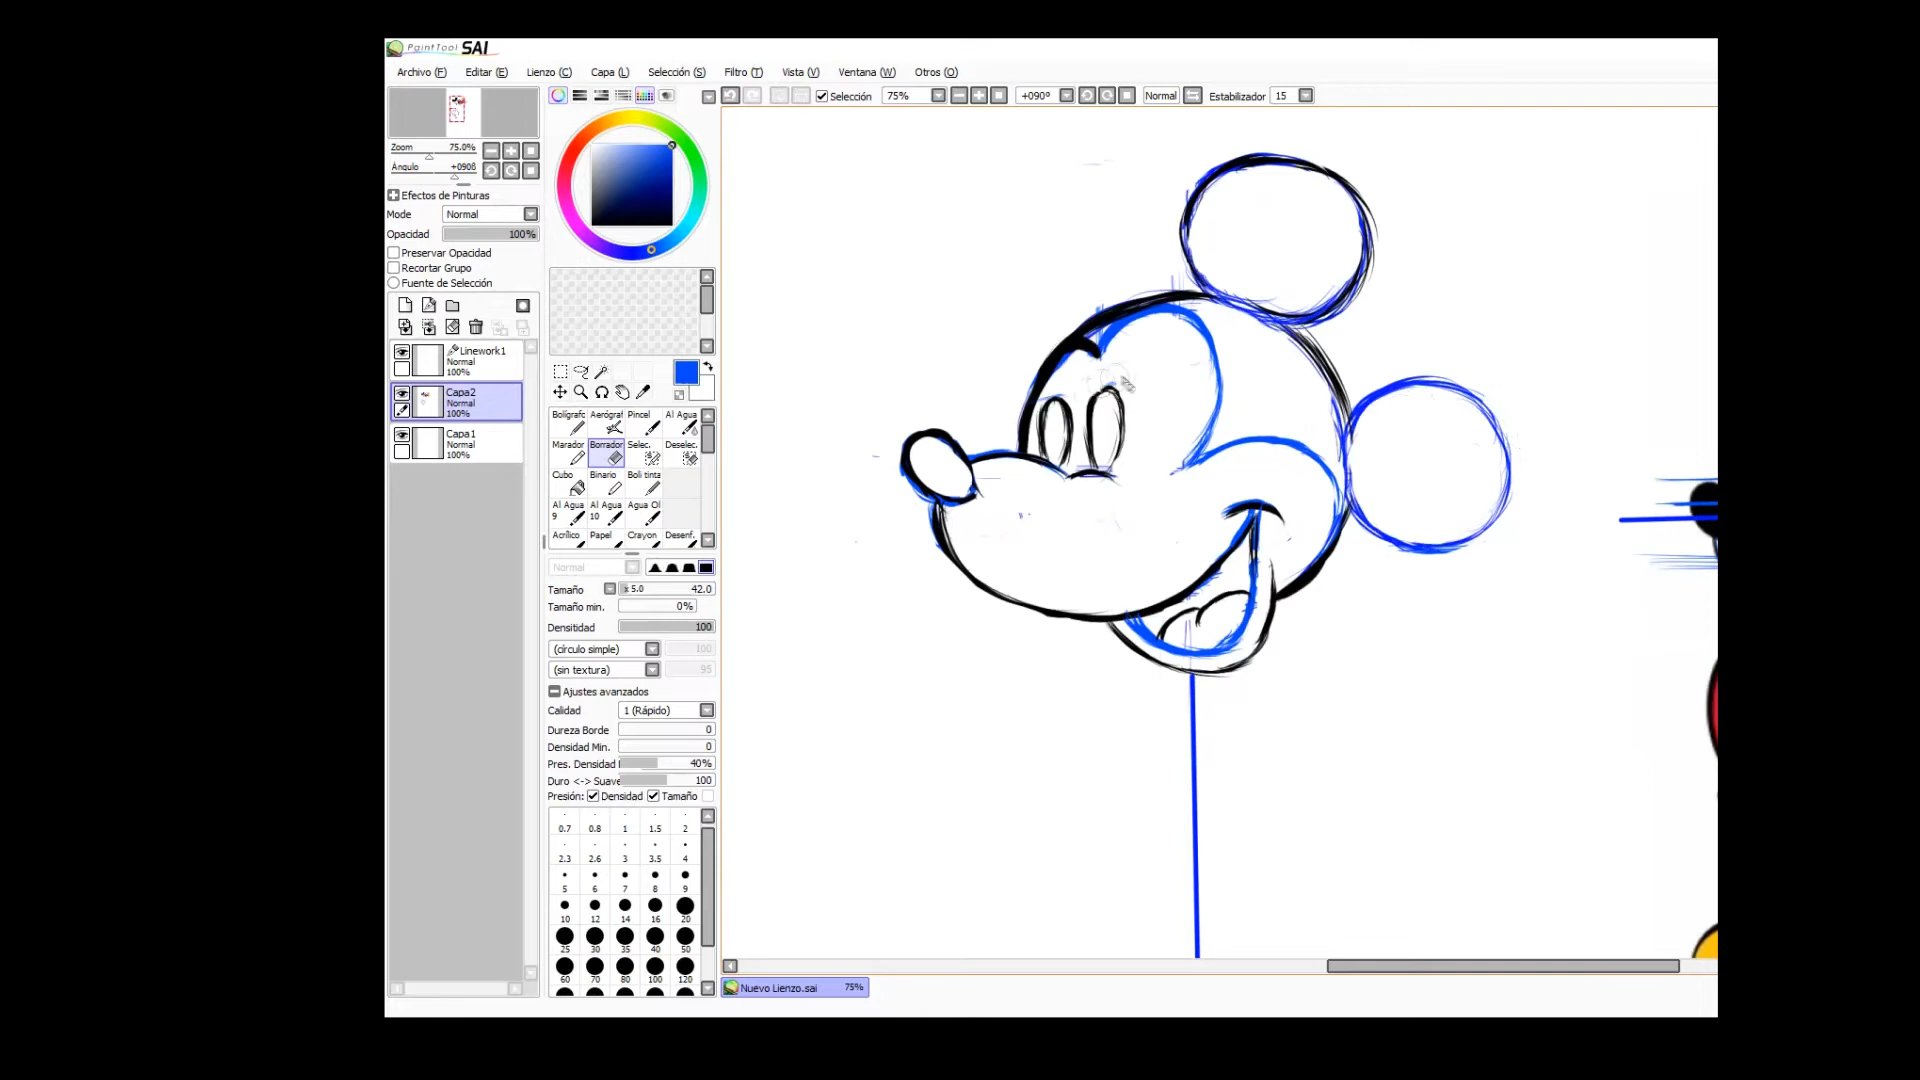 PaintTool SAI
Archivo (F) Editar (E) Lienzo (C) Capa (L) Selección (S) Filtro (T) Vista (V) Ventana (W) Otros (O)
Selección 75% +090º Normal Estabilizador 15
Zoom 75.0%
Ángulo +090ß
Efectos de Pinturas
Mode Normal
Opacidad 100%
Preservar Opacidad
Recortar Grupo
Fuente de Selección
Linework1
Normal
100%
Capa2
Normal
100%
Capa1
Normal
100%
Bolígrafc Aerógraf Pincel Al Agua
Marador Borrador Selec. Deselec.
Cubo Binario Boli tinta
Al Agua 9 Al Agua 10 Agua Ol
Acrílico Papel Crayon Desenf.
Normal
Tamaño x 5.0 42.0
Tamaño min. 0%
Densitidad 100
(círculo simple) 100
(sin textura) 95
Ajustes avanzados
Calidad 1 (Rápido)
Dureza Borde 0
Densidad Min. 0
Pres. Densidad 40%
Duro <-> Suave 100
Presión: Densidad Tamaño
0.7 0.8 1 1.5 2
2.3 2.6 3 3.5 4
5 6 7 8 9
10 12 14 16 20
25 30 35 40 50
60 70 80 100 120
Nuevo Lienzo.sai 75%